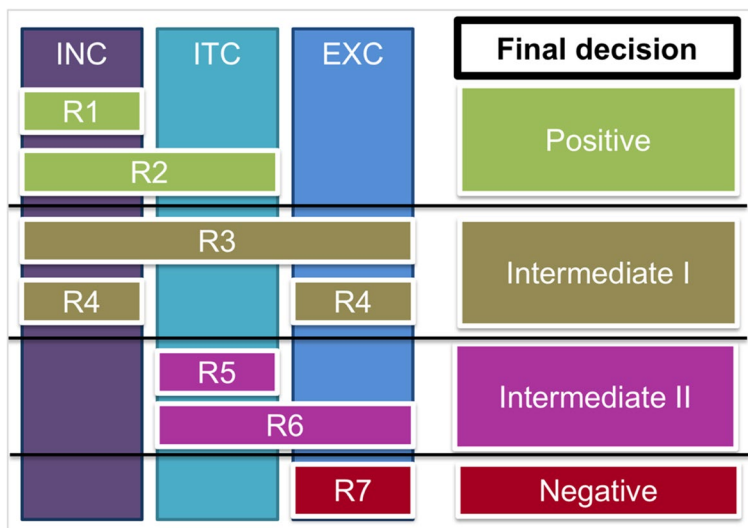 INC ITC EXC Final decision
R1
Positive
R2
R3
Intermediate I
R4 R4
R5
Intermediate II
R6
R7 Negative